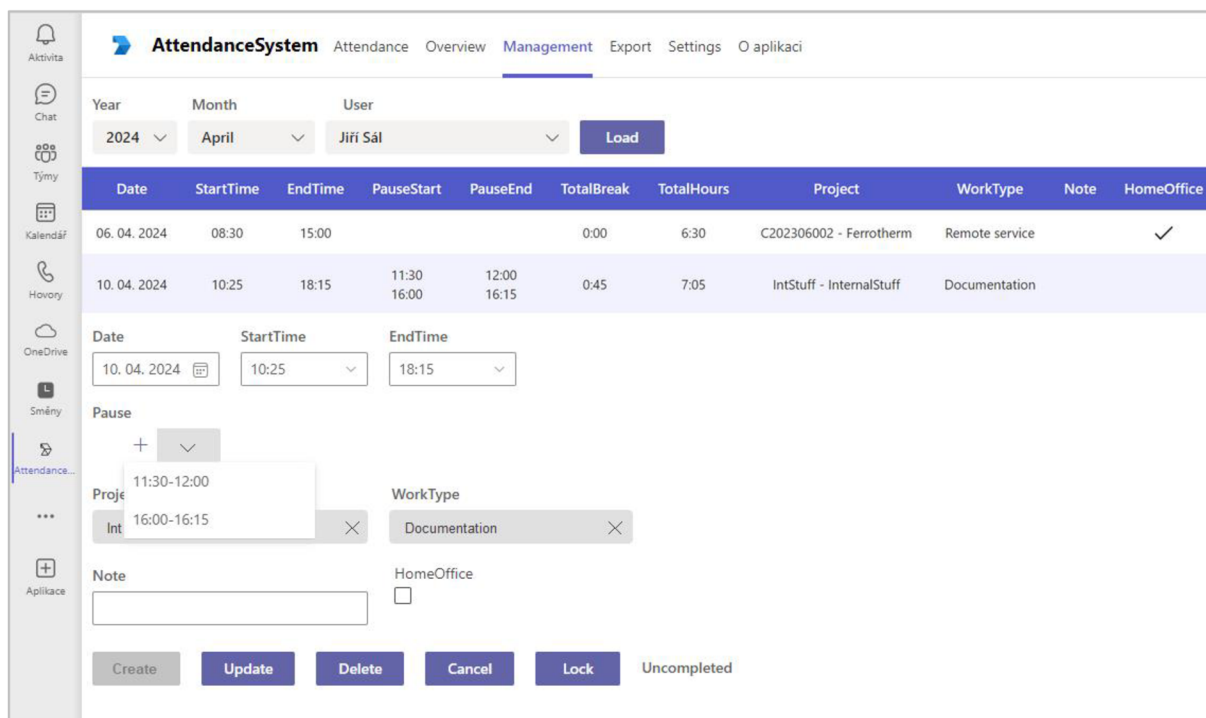 Aktivita
Chat
Týmy
Kalendář
Hovory
OneDrive
Směny
Attendance...
Aplikace
AttendanceSystem Attendance Overview Management Export Settings O aplikaci
Year Month User
2024 April Jiří Sál Load
Date StartTime EndTime PauseStart PauseEnd TotalBreak TotalHours Project WorkType Note HomeOffice
06. 04. 2024 08:30 15:00 0:00 6:30 C202306002 - Ferrotherm Remote service
10. 04. 2024 10:25 18:15 11:30 12:00 0:45 7:05 IntStuff - InternalStuff Documentation
16:00 16:15
Date StartTime EndTime
10. 04. 2024 10:25 18:15
Pause
11:30-12:00
16:00-16:15
Proje WorkType
Int Documentation
Note HomeOffice
Create Update Delete Cancel Lock Uncompleted